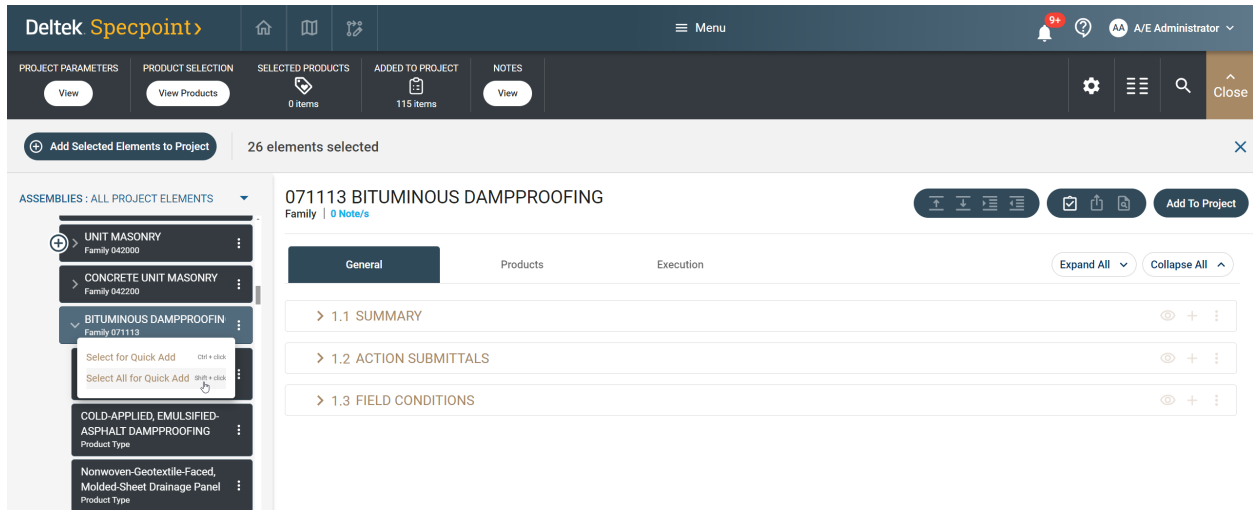 Deltek Specpoint
Menu
9+
AA A/E Administrator
PROJECT PARAMETERS
View
PRODUCT SELECTION
View Products
SELECTED PRODUCTS
0 items
ADDED TO PROJECT
115 items
NOTES
View
Close
Add Selected Elements to Project
26 elements selected
ASSEMBLIES : ALL PROJECT ELEMENTS
UNIT MASONRY
Family 042000
CONCRETE UNIT MASONRY
Family 042200
BITUMINOUS DAMPPROOFIN
Family 071113
Select for Quick Add Ctrl + click
Select All for Quick Add Shift + click
COLD-APPLIED, EMULSIFIED-
ASPHALT DAMPPROOFING
Product Type
Nonwoven-Geotextile-Faced,
Molded-Sheet Drainage Panel
Product Type
071113 BITUMINOUS DAMPPROOFING
Family | 0 Note/s
Add To Project
General
Products
Execution
Expand All
Collapse All
1.1 SUMMARY
1.2 ACTION SUBMITTALS
1.3 FIELD CONDITIONS